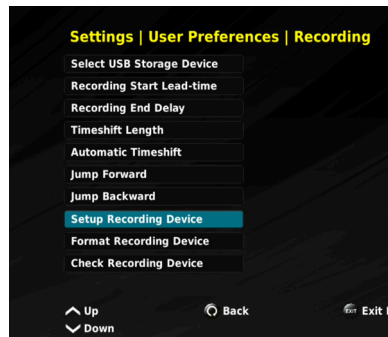 Settings | User Preferences | Recording
Select USB Storage Device
Recording Start Lead-time
Recording End Delay
Timeshift Length
Automatic Timeshift
Jump Forward
Jump Backward
Setup Recording Device
Format Recording Device
Check Recording Device
Up
Back
EXIT Exit
Down